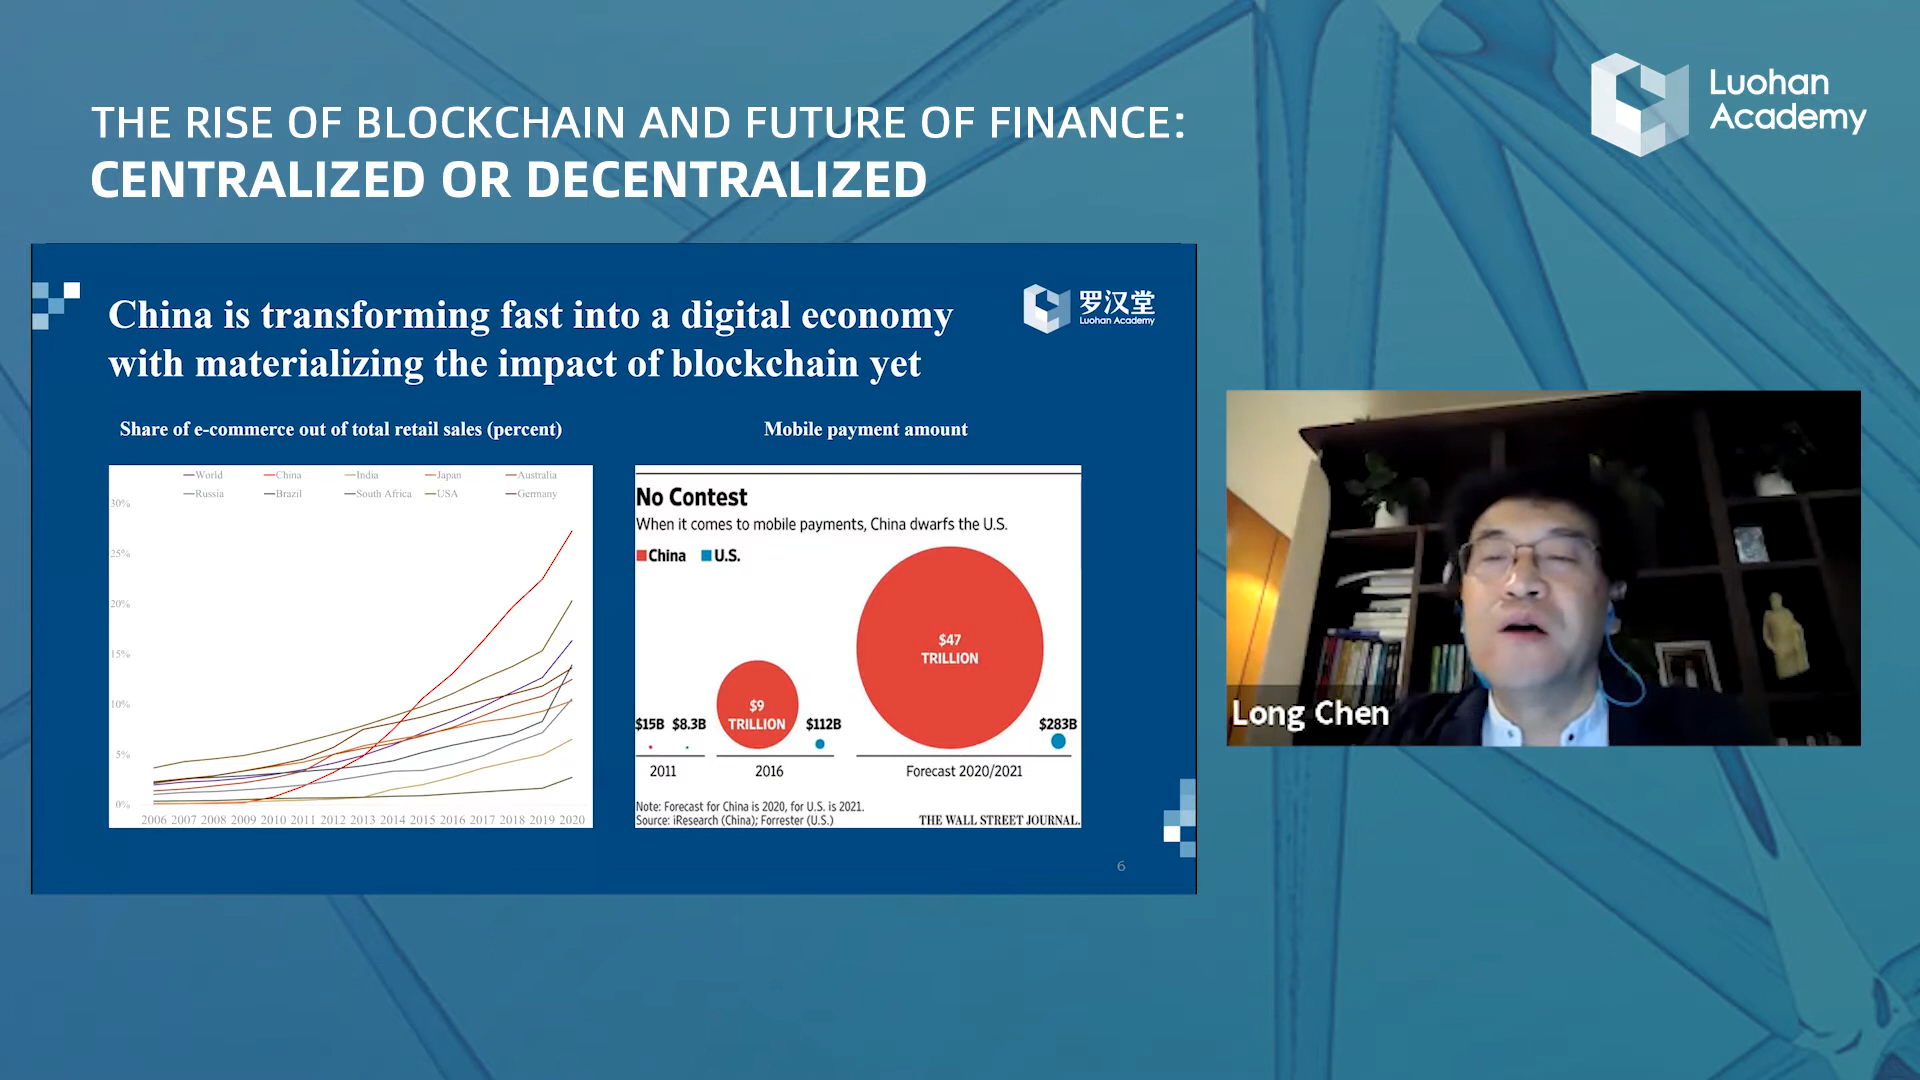 THE RISE OF BLOCKCHAIN AND FUTURE OF FINANCE:
CENTRALIZED OR DECENTRALIZED
Luohan
Academy
China is transforming fast into a digital economy
with materializing the impact of blockchain yet
罗汉堂
Luohan Academy
Share of e-commerce out of total retail sales (percent)
World China India Japan Australia
Russia Brazil South Africa USA Germany
30%
25%
20%
15%
10%
5%
0%
2006 2007 2008 2009 2010 2011 2012 2013 2014 2015 2016 2017 2018 2019 2020
Mobile payment amount
No Contest
When it comes to mobile payments, China dwarfs the U.S.
China U.S.
$47
TRILLION
$9
TRILLION
$15B $8.3B $112B $283B
2011 2016 Forecast 2020/2021
Note: Forecast for China is 2020, for U.S. is 2021.
Source: iResearch (China); Forrester (U.S.) THE WALL STREET JOURNAL.
6
Long Chen